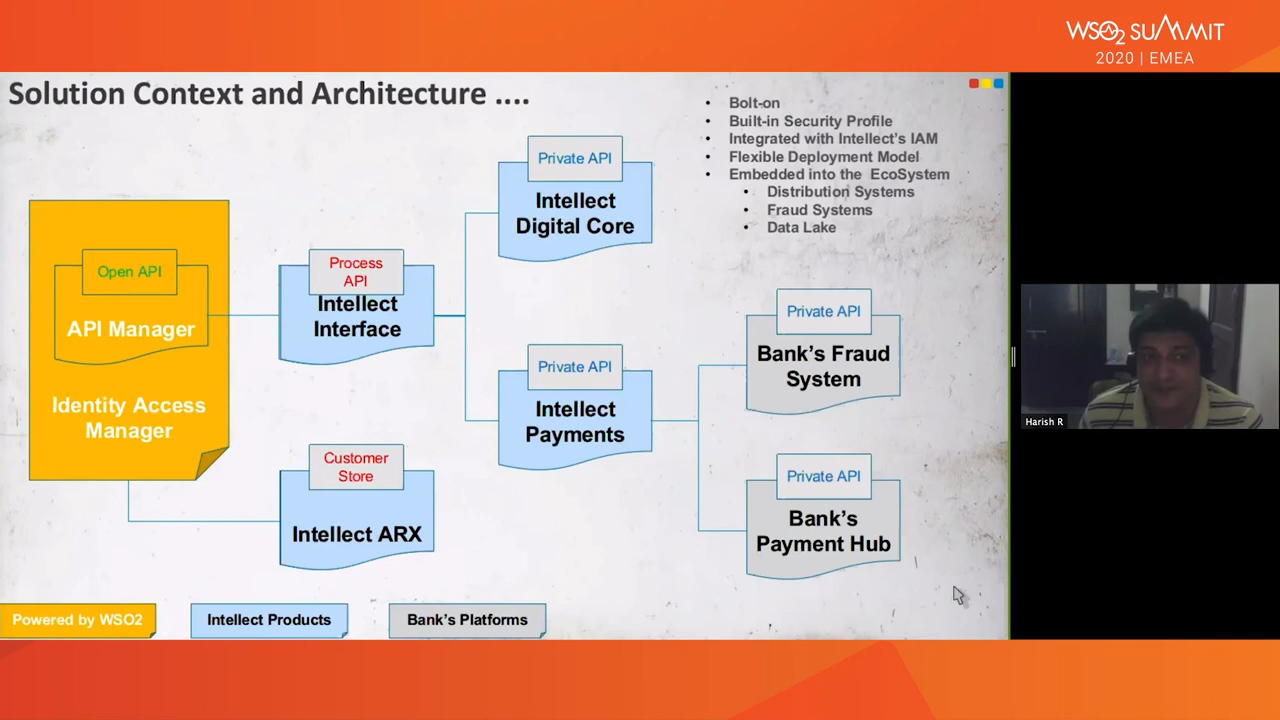 WSO2 SUMMIT
2020 | EMEA
Solution Context and Architecture ....
• Bolt-on
• Built-in Security Profile
• Integrated with Intellect's IAM
• Flexible Deployment Model
• Embedded into the EcoSystem
• Distribution Systems
• Fraud Systems
• Data Lake
Open API
API Manager
Identity Access
Manager
Process
API
Intellect
Interface
Customer
Store
Intellect ARX
Private API
Intellect
Digital Core
Private API
Intellect
Payments
Private API
Bank's Fraud
System
Private API
Bank's
Payment Hub
Harish R
Powered by WSO2
Intellect Products
Bank's Platforms